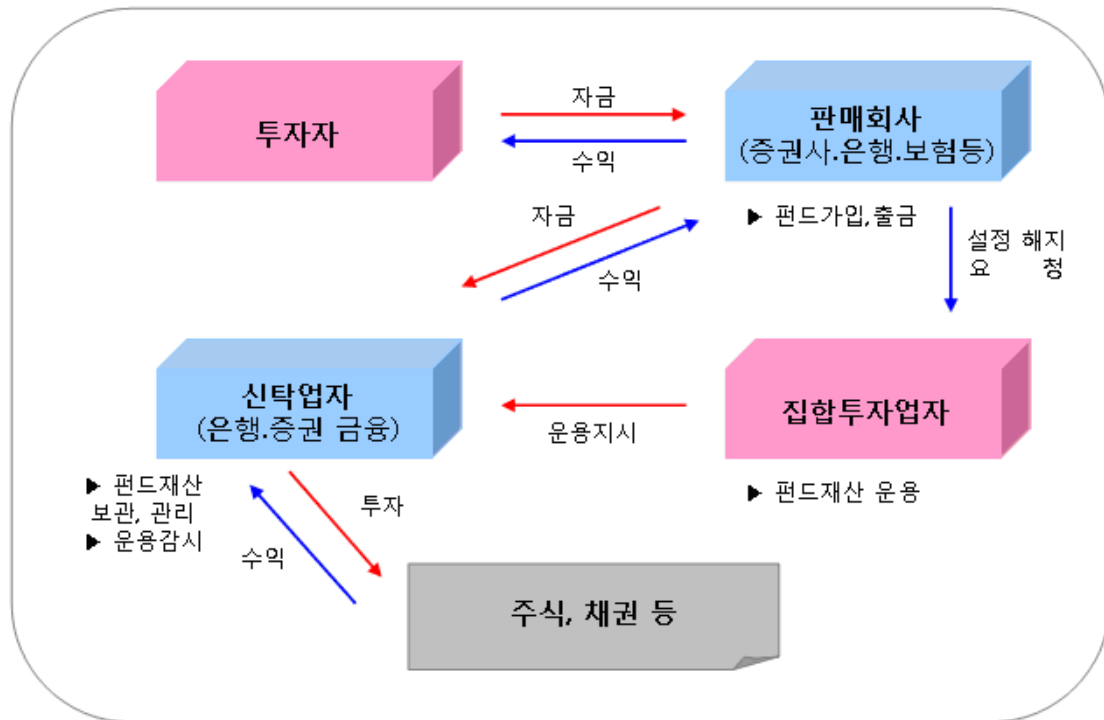 투자자
자금
수익
판매회사
(증권사.은행.보험등)
▶ 펀드가입,출금
자금
수익
설정 해지
요 청
신탁업자
(은행.증권 금융)
▶ 펀드재산
보관, 관리
▶ 운용감시
운용지시
집합투자업자
▶ 펀드재산 운용
투자
수익
주식, 채권 등